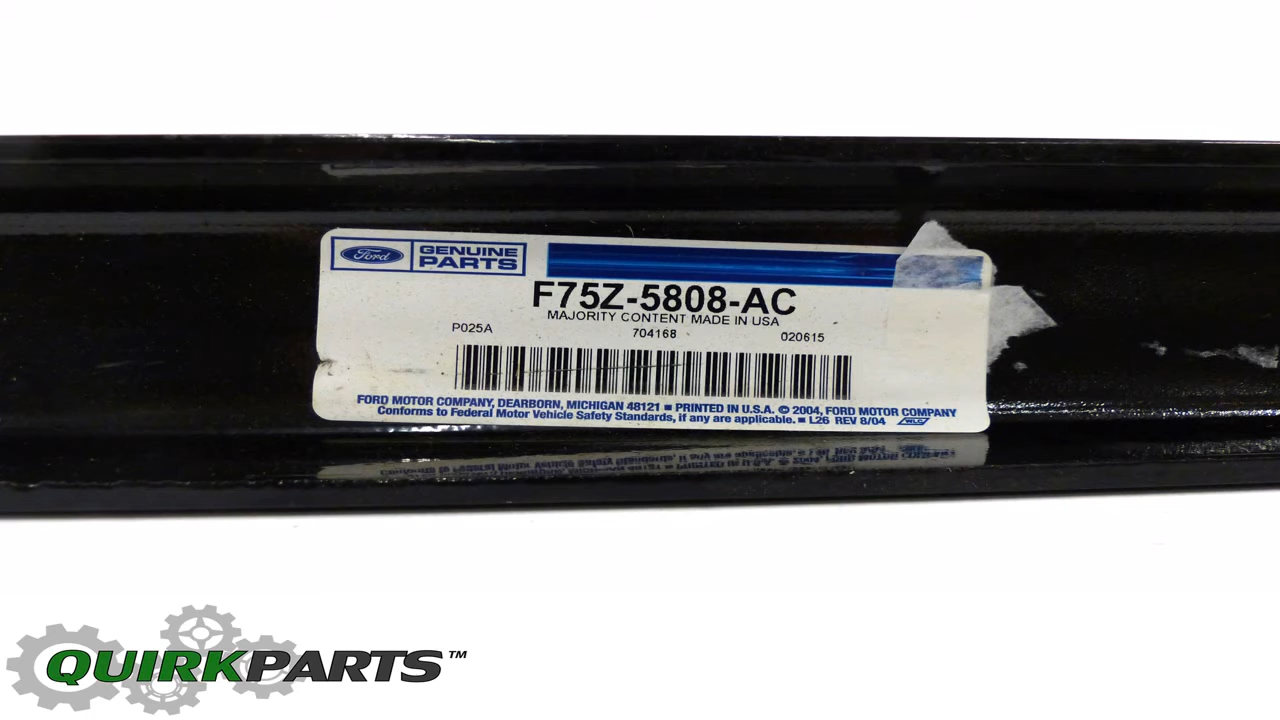 Ford GENUINE
PARTS
F75Z-5808-AC
MAJORITY CONTENT MADE IN USA
P025A 704168 020615
FORD MOTOR COMPANY, DEARBORN, MICHIGAN 48121 ■ PRINTED IN U.S.A. © 2004, FORD MOTOR COMPANY
Conforms to Federal Motor Vehicle Safety Standards, if any are applicable. ■ L26 REV 8/04 WLC
QUIRKPARTS™